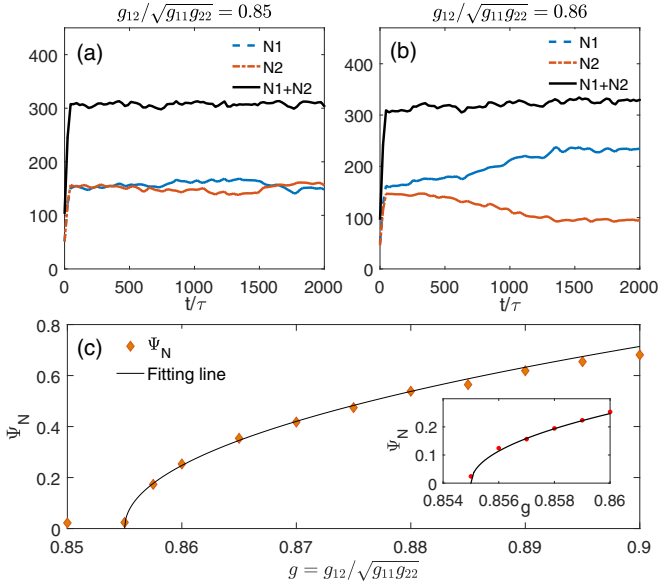 g₁₂/√g₁₁g₂₂ = 0.85
g₁₂/√g₁₁g₂₂ = 0.86
(a)
N1
N2
N1+N2
400
300
200
100
0
0 500 1000 1500 2000
t/τ
(b)
N1
N2
N1+N2
400
300
200
100
0
0 500 1000 1500 2000
t/τ
(c)
Ψ_N
Fitting line
Ψ_N
0.8
0.6
0.4
0.2
0
0.85 0.86 0.87 0.88 0.89 0.9
g = g₁₂/√g₁₁g₂₂
Ψ_N
0.2
0.1
0
0.854 0.856 0.858 0.86
g